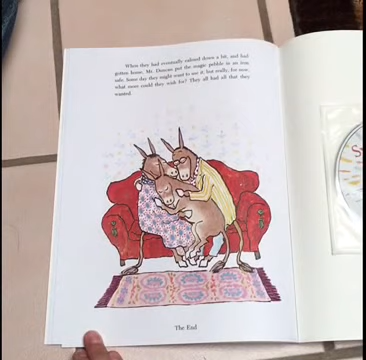 When they had eventually calmed down a bit, and had
gotten home, Mr. Duncan put the magic pebble in an iron
safe. Some day they might want to use it, but really, for now,
what more could they wish for? They all had all that they
wanted.
The End